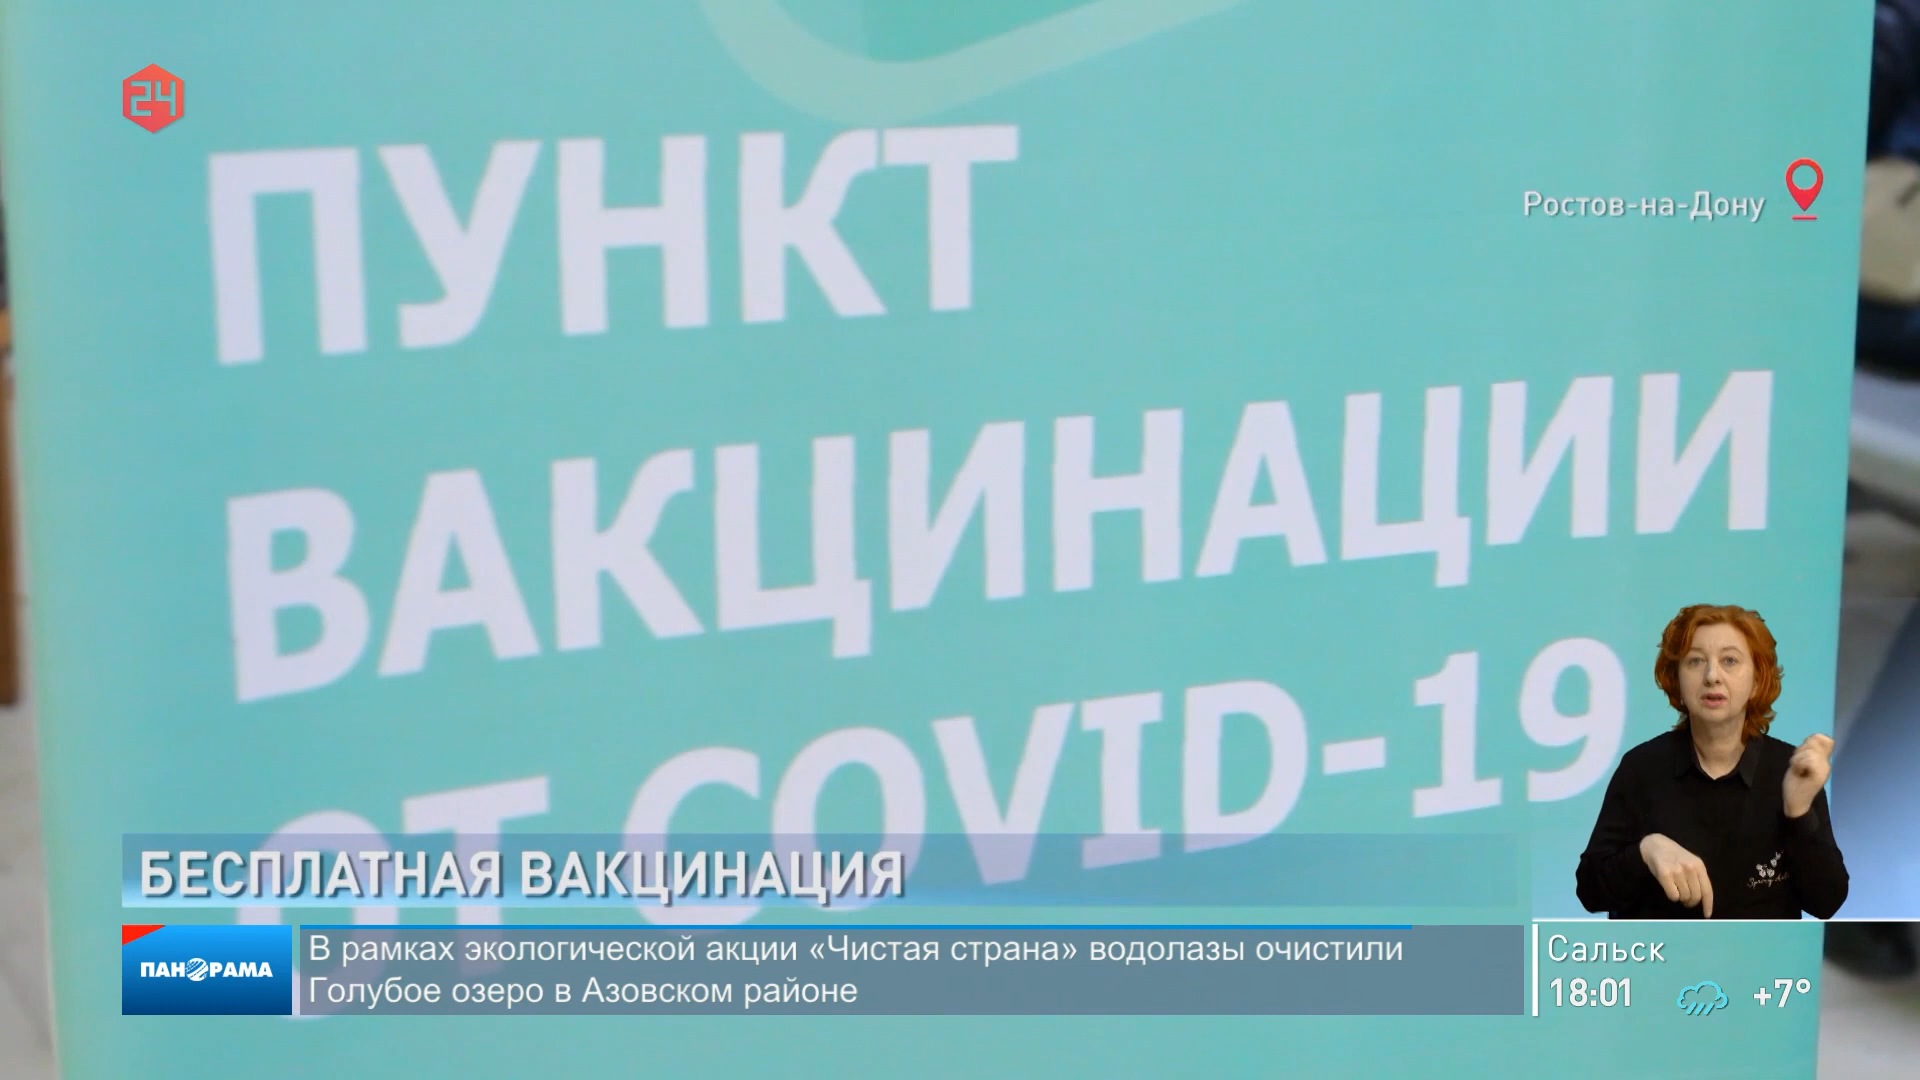 24
ПУНКТ
Ростов-на-Дону
ВАКЦИНАЦИИ
ОТ COVID-19
БЕСПЛАТНАЯ ВАКЦИНАЦИЯ
ПАНОРАМА
В рамках экологической акции «Чистая страна» водолазы очистили
Голубое озеро в Азовском районе
Сальск
18:01 +7°